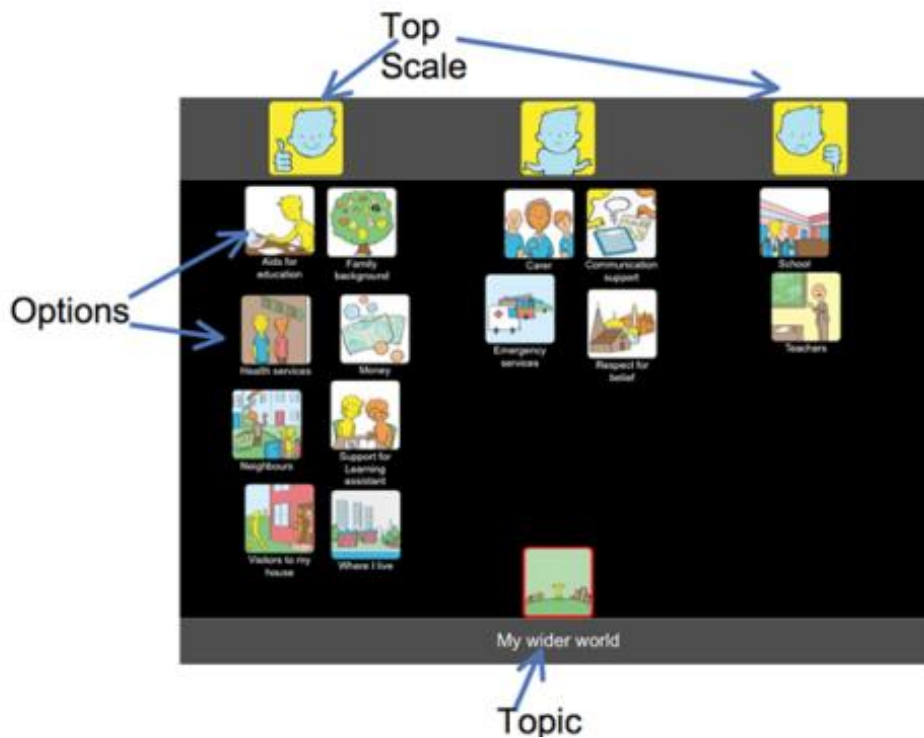 Top
Scale
Options
Aids for
education
Family
background
Carer
Communication
support
School
Health services
Money
Emergency
services
Respect for
belief
Teachers
Neighbours
Support for
Learning
assistant
Visitors to my
house
Where I live
My wider world
Topic